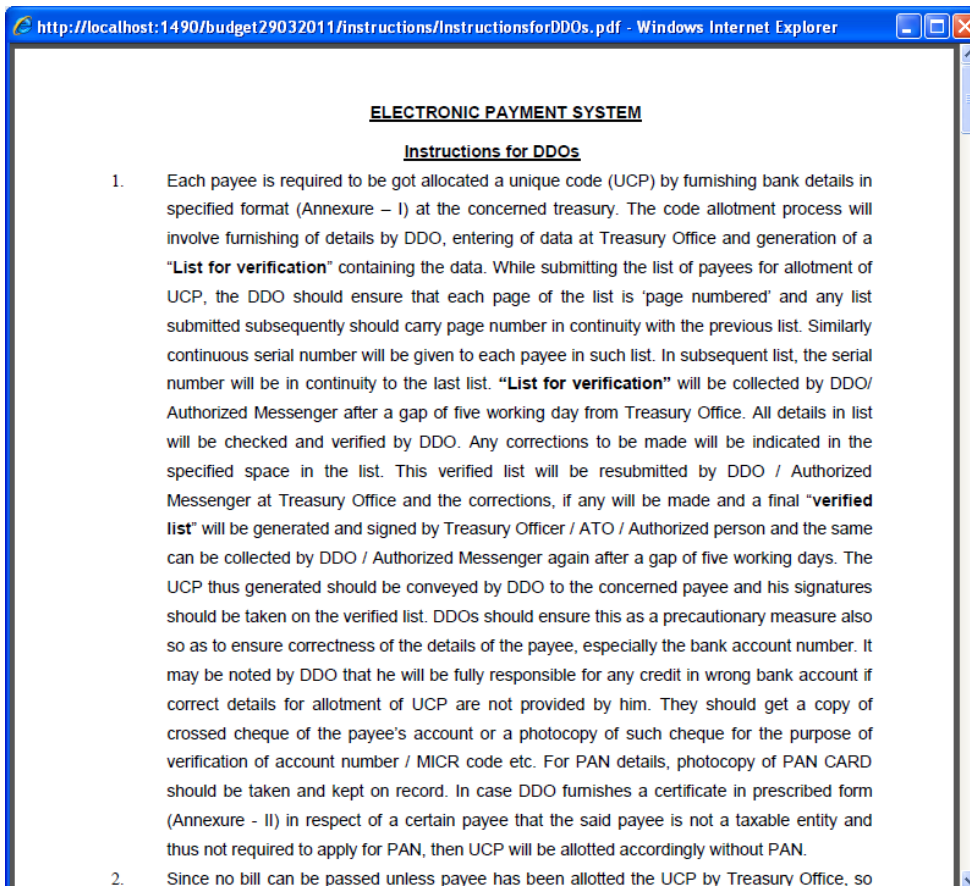 http://localhost:1490/budget29032011/instructions/InstructionsforDDOs.pdf - Windows Internet Explorer
ELECTRONIC PAYMENT SYSTEM
Instructions for DDOs
1. Each payee is required to be got allocated a unique code (UCP) by furnishing bank details in
specified format (Annexure – I) at the concerned treasury. The code allotment process will
involve furnishing of details by DDO, entering of data at Treasury Office and generation of a
“List for verification” containing the data. While submitting the list of payees for allotment of
UCP, the DDO should ensure that each page of the list is ‘page numbered’ and any list
submitted subsequently should carry page number in continuity with the previous list. Similarly
continuous serial number will be given to each payee in such list. In subsequent list, the serial
number will be in continuity to the last list. “List for verification” will be collected by DDO/
Authorized Messenger after a gap of five working day from Treasury Office. All details in list
will be checked and verified by DDO. Any corrections to be made will be indicated in the
specified space in the list. This verified list will be resubmitted by DDO / Authorized
Messenger at Treasury Office and the corrections, if any will be made and a final “verified
list” will be generated and signed by Treasury Officer / ATO / Authorized person and the same
can be collected by DDO / Authorized Messenger again after a gap of five working days. The
UCP thus generated should be conveyed by DDO to the concerned payee and his signatures
should be taken on the verified list. DDOs should ensure this as a precautionary measure also
so as to ensure correctness of the details of the payee, especially the bank account number. It
may be noted by DDO that he will be fully responsible for any credit in wrong bank account if
correct details for allotment of UCP are not provided by him. They should get a copy of
crossed cheque of the payee’s account or a photocopy of such cheque for the purpose of
verification of account number / MICR code etc. For PAN details, photocopy of PAN CARD
should be taken and kept on record. In case DDO furnishes a certificate in prescribed form
(Annexure - II) in respect of a certain payee that the said payee is not a taxable entity and
thus not required to apply for PAN, then UCP will be allotted accordingly without PAN.
2. Since no bill can be passed unless payee has been allotted the UCP by Treasury Office, so